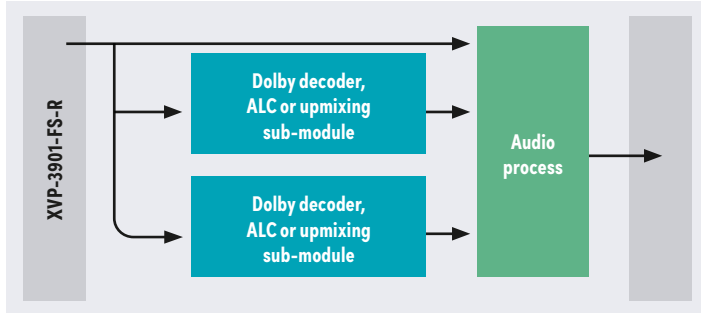 XVP-3901-FS-R
Dolby decoder,
ALC or upmixing
sub-module
Dolby decoder,
ALC or upmixing
sub-module
Audio
process